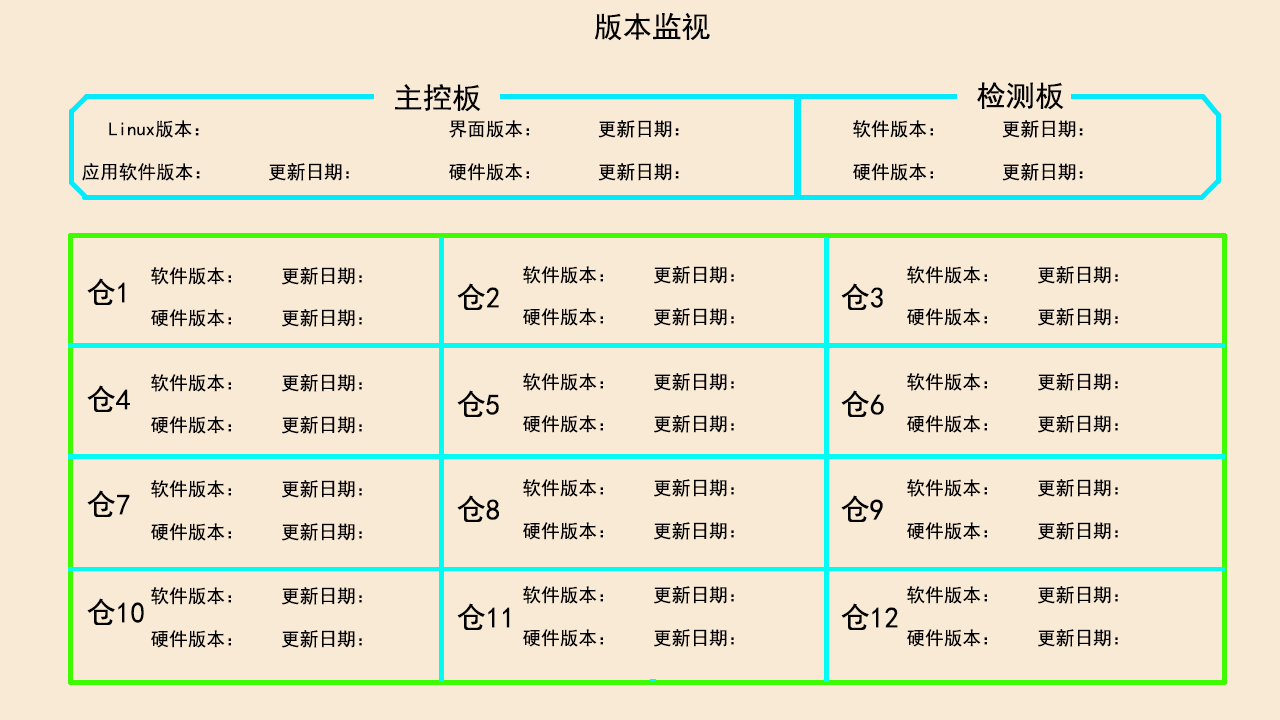 版本监视
主控板 检测板
Linux版本： 界面版本： 更新日期： 软件版本： 更新日期：
应用软件版本： 更新日期： 硬件版本： 更新日期： 硬件版本： 更新日期：
仓1 软件版本： 更新日期：
硬件版本： 更新日期：
仓2 软件版本： 更新日期：
硬件版本： 更新日期：
仓3 软件版本： 更新日期：
硬件版本： 更新日期：
仓4 软件版本： 更新日期：
硬件版本： 更新日期：
仓5 软件版本： 更新日期：
硬件版本： 更新日期：
仓6 软件版本： 更新日期：
硬件版本： 更新日期：
仓7 软件版本： 更新日期：
硬件版本： 更新日期：
仓8 软件版本： 更新日期：
硬件版本： 更新日期：
仓9 软件版本： 更新日期：
硬件版本： 更新日期：
仓10 软件版本： 更新日期：
硬件版本： 更新日期：
仓11 软件版本： 更新日期：
硬件版本： 更新日期：
仓12 软件版本： 更新日期：
硬件版本： 更新日期：